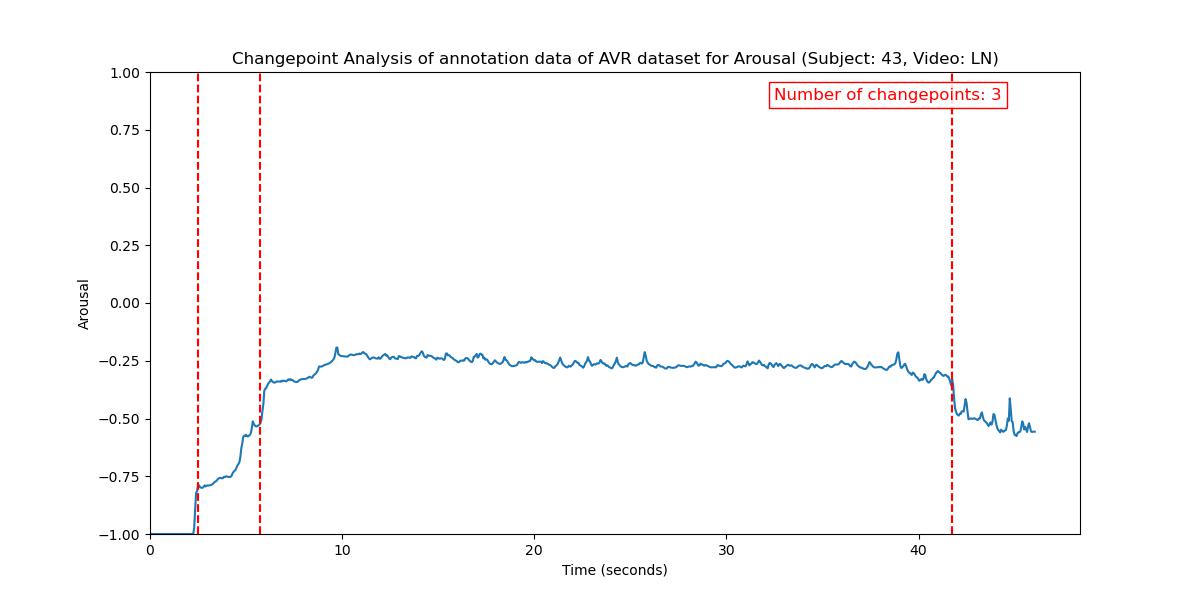 Changepoint Analysis of annotation data of AVR dataset for Arousal (Subject: 43, Video: LN)
Number of changepoints: 3
1.00
0.75
0.50
0.25
0.00
−0.25
−0.50
−0.75
−1.00
Arousal
0 10 20 30 40
Time (seconds)